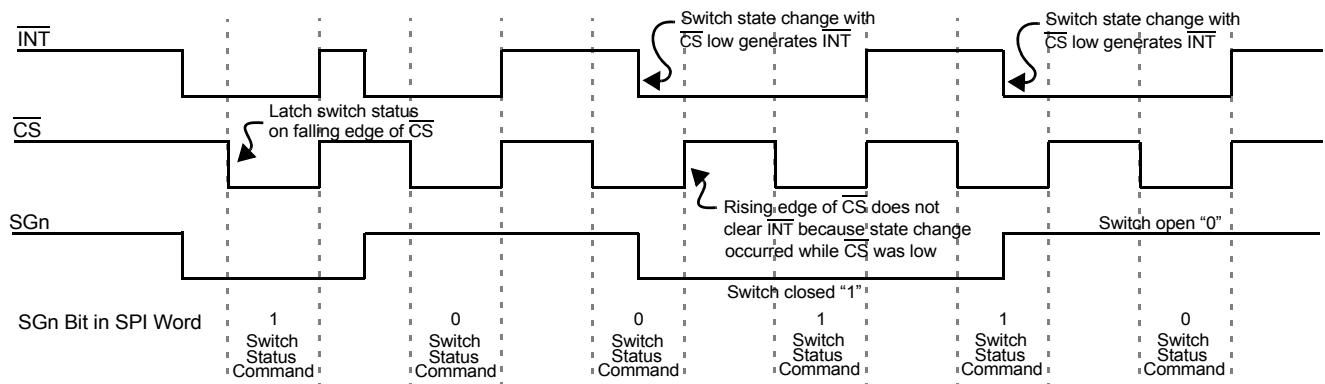 INT
Switch state change with
CS low generates INT
Switch state change with
CS low generates INT
Latch switch status
on falling edge of CS
CS
Rising edge of CS does not
clear INT because state change
occurred while CS was low
SGn
Switch open “0”
Switch closed “1”
SGn Bit in SPI Word
1
Switch
Status
Command
0
Switch
Status
Command
0
Switch
Status
Command
1
Switch
Status
Command
1
Switch
Status
Command
0
Switch
Status
Command